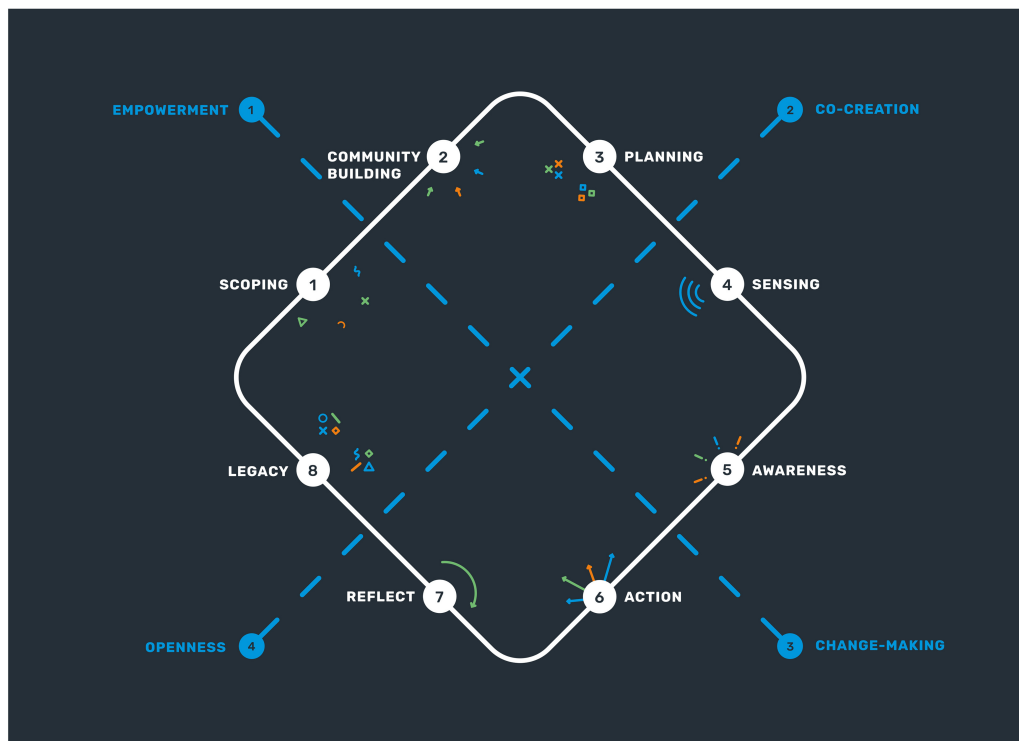 EMPOWERMENT 1
2 CO-CREATION
COMMUNITY
BUILDING 2
3 PLANNING
SCOPING 1
4 SENSING
LEGACY 8
5 AWARENESS
REFLECT 7
6 ACTION
OPENNESS 4
3 CHANGE-MAKING